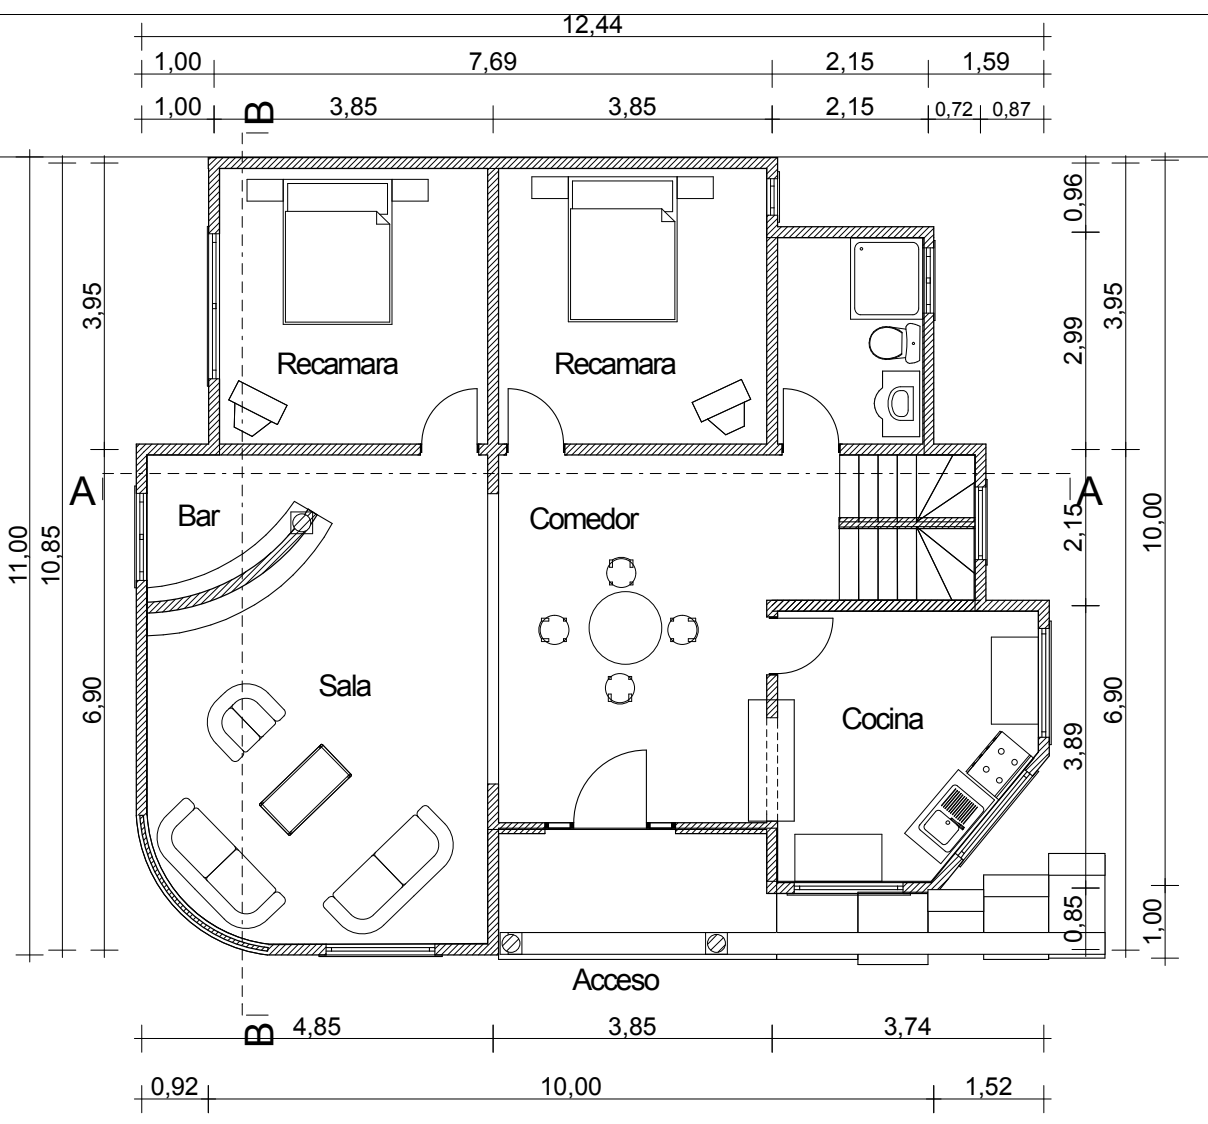 12,44
1,00 7,69 2,15 1,59
1,00 B 3,85 3,85 2,15 0,72 0,87
0,96
3,95 2,99 3,95
Recamara Recamara
A A
Bar Comedor 2,15 10,00
11,00 10,85
6,90 Sala 6,90
Cocina 3,89
0,85 1,00
Acceso
B 4,85 3,85 3,74
0,92 10,00 1,52